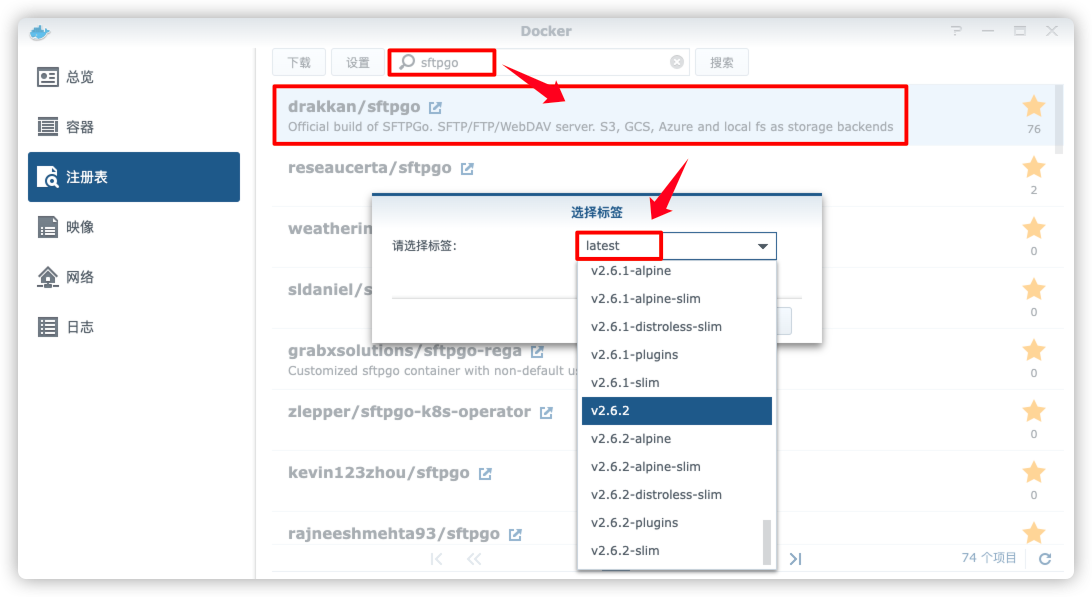 Docker
总览
容器
注册表
映像
网络
日志
下载
设置
sftpgo
搜索
drakkan/sftpgo
Official build of SFTPGo. SFTP/FTP/WebDAV server. S3, GCS, Azure and local fs as storage backends
76
reseaucerta/sftpgo
2
weatherin
0
sldaniel/s
0
grabxsolutions/sftpgo-rega
Customized sftpgo container with non-default u
0
zlepper/sftpgo-k8s-operator
0
kevin123zhou/sftpgo
0
rajneeshmehta93/sftpgo
选择标签
请选择标签:
latest
v2.6.1-alpine
v2.6.1-alpine-slim
v2.6.1-distroless-slim
v2.6.1-plugins
v2.6.1-slim
v2.6.2
v2.6.2-alpine
v2.6.2-alpine-slim
v2.6.2-distroless-slim
v2.6.2-plugins
v2.6.2-slim
74 个项目